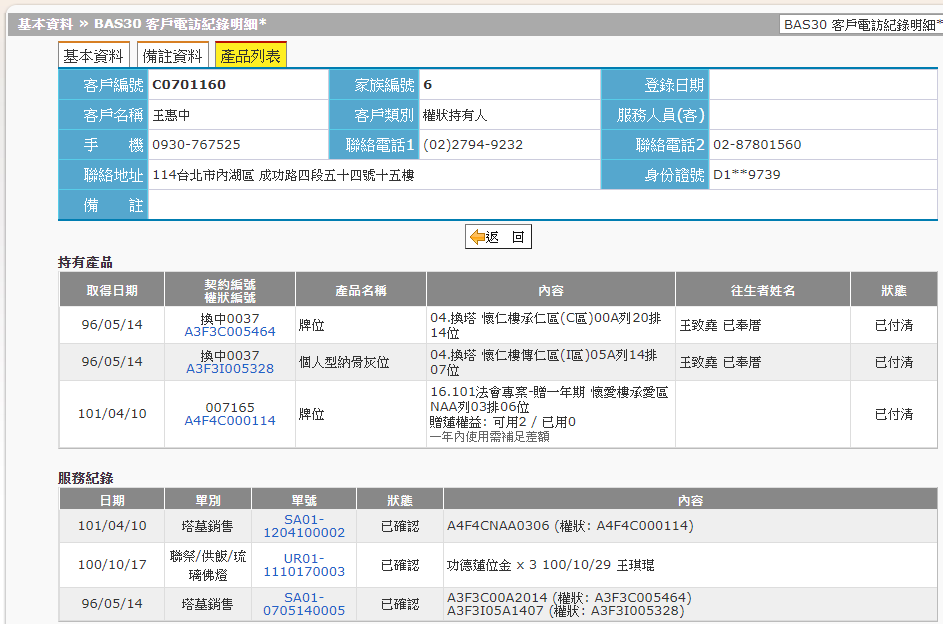 基本資料 » BAS30 客戶電訪紀錄明細*
BAS30 客戶電訪紀錄明細*
基本資料 備註資料 產品列表
客戶編號 C0701160 家族編號 6 登錄日期
客戶名稱 王惠中 客戶類別 權狀持有人 服務人員(客)
手 機 0930-767525 聯絡電話1 (02)2794-9232 聯絡電話2 02-87801560
聯絡地址 114台北市內湖區 成功路四段五十四號十五樓 身份證號 D1**9739
備 註
返 回
持有產品
取得日期 契約編號 產品名稱 內容 往生者姓名 狀態
權狀編號
96/05/14 換中0037 牌位 04.換塔 懷仁樓承仁區(C區)00A列20排 王致堯 已奉厝 已付清
A3F3C005464 14位
96/05/14 換中0037 個人型納骨灰位 04.換塔 懷仁樓傳仁區(I區)05A列14排 王致堯 已奉厝 已付清
A3F3I005328 07位
101/04/10 007165 牌位 16.101法會專案-贈一年期 懷愛樓承愛區 已付清
A4F4C000114 NAA列03排06位
贈蓮權益: 可用2 / 已用0
一年內使用需補足差額
服務紀錄
日期 單別 單號 狀態 內容
101/04/10 塔墓銷售 SA01- 已確認 A4F4CNAA0306 (權狀: A4F4C000114)
1204100002
100/10/17 聯祭/供飯/琉 UR01- 已確認 功德蓮位金 x 3 100/10/29 王琪琨
璃佛燈 1110170003
96/05/14 塔墓銷售 SA01- 已確認 A3F3C00A2014 (權狀: A3F3C005464)
0705140005 A3F3I05A1407 (權狀: A3F3I005328)